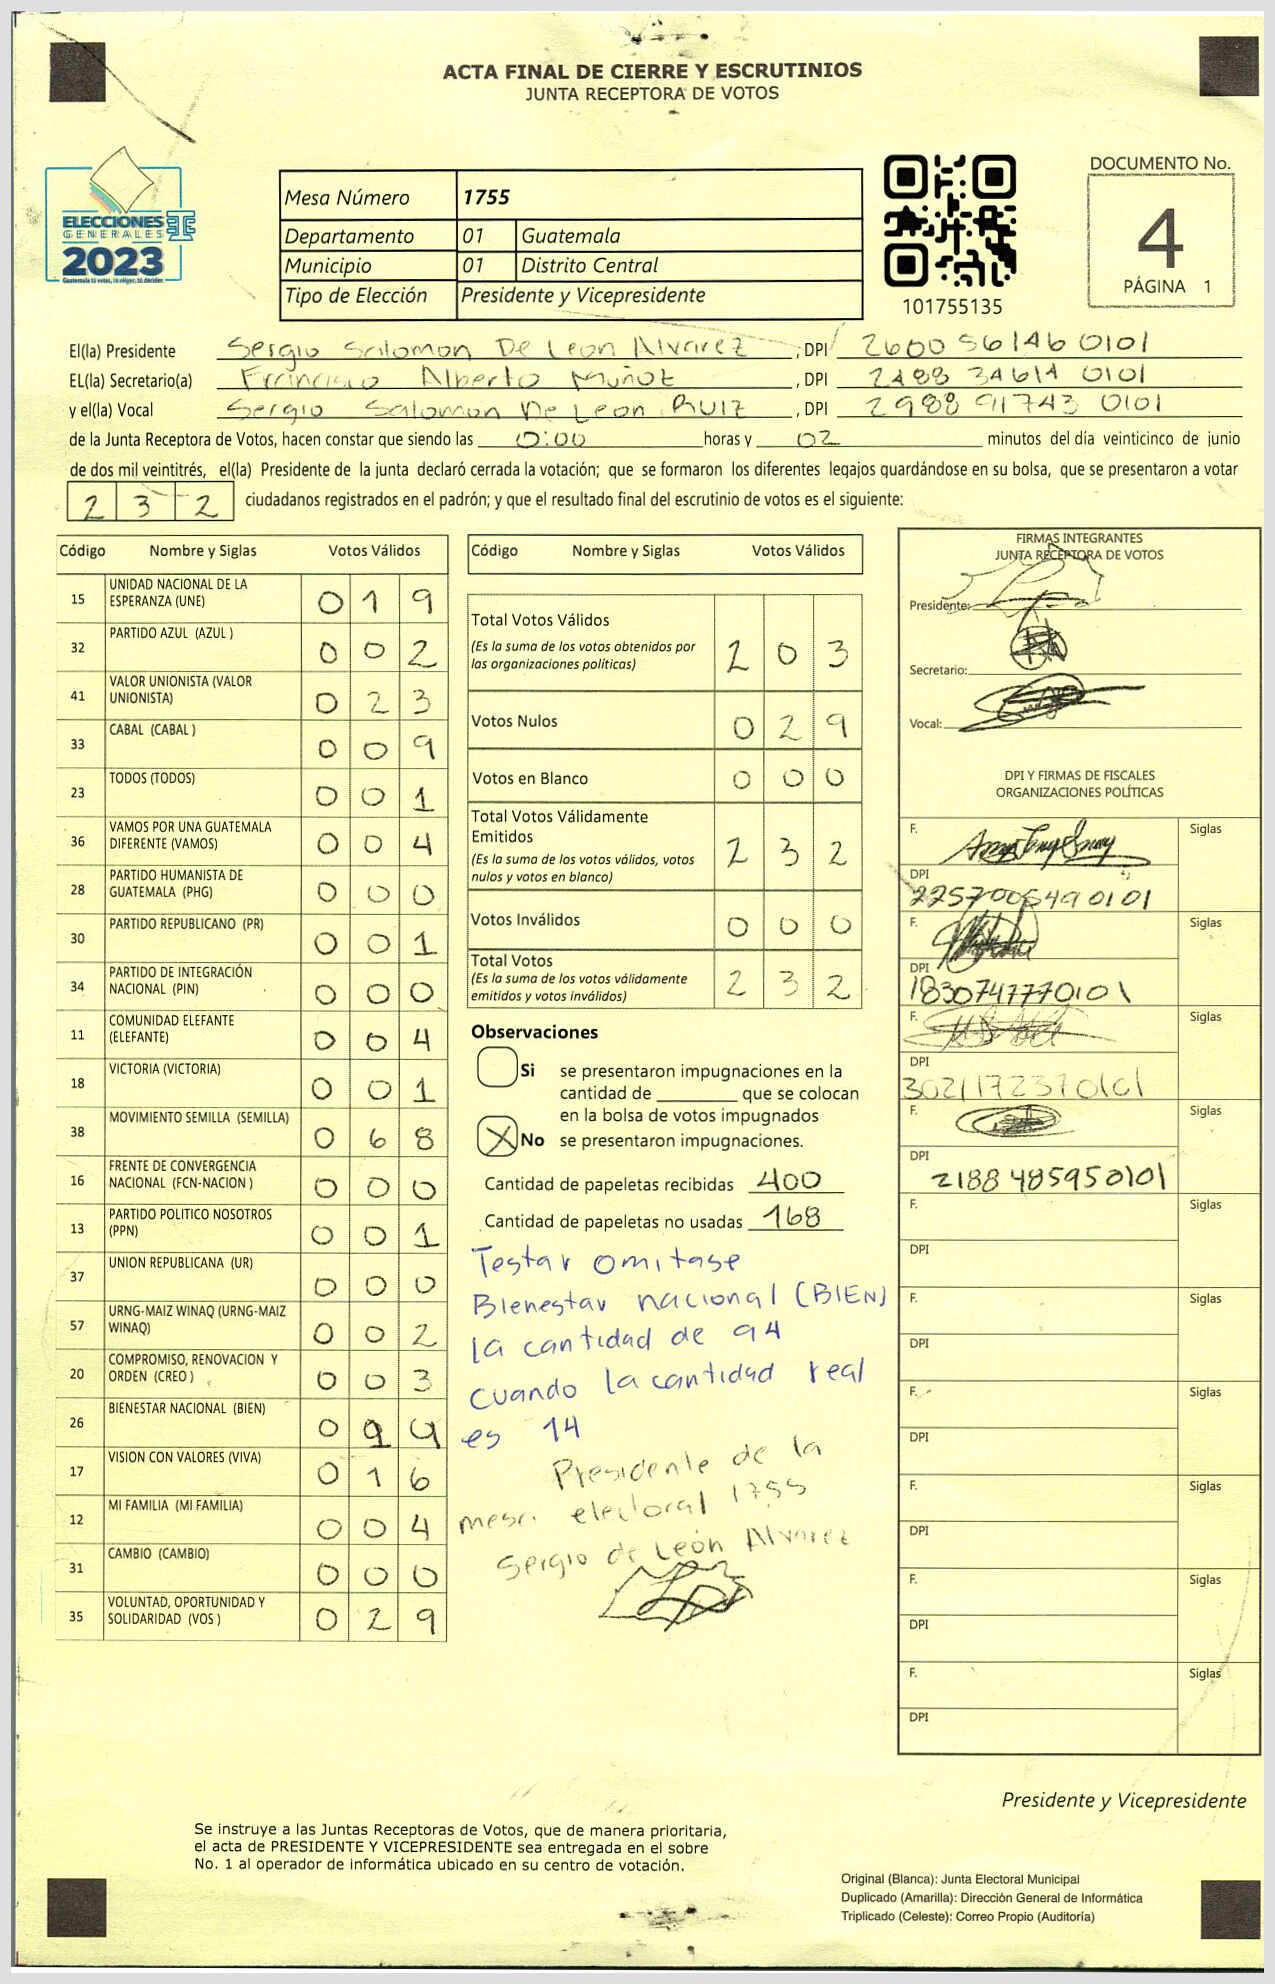 ACTA FINAL DE CIERRE Y ESCRUTINIOS
JUNTA RECEPTORA DE VOTOS
ELECCIONES
GENERALES
2023
Guatemala tú votas, tú eliges, tú decides.
Mesa Número 1755
Departamento 01 Guatemala
Municipio 01 Distrito Central
Tipo de Elección Presidente y Vicepresidente
101755135
DOCUMENTO No.
4
PÁGINA 1
El(la) Presidente Sergio Salomon De Leon Alvarez, DPI 2600 56146 0101
EL(la) Secretario(a) Francisco Alberto Muñoz, DPI 2488 34614 0101
y el(la) Vocal Sergio Salomon De Leon RUIZ, DPI 2988 91743 0101
de la Junta Receptora de Votos, hacen constar que siendo las 0:00 horas y 02 minutos del día veinticinco de junio
de dos mil veintitrés, el(la) Presidente de la junta declaró cerrada la votación; que se formaron los diferentes legajos quardándose en su bolsa, que se presentaron a votar
232 ciudadanos registrados en el padrón; y que el resultado final del escrutinio de votos es el siguiente:
Código Nombre y Siglas Votos Válidos
15 UNIDAD NACIONAL DE LA
ESPERANZA (UNE) 0 1 9
32 PARTIDO AZUL (AZUL ) 0 0 2
41 VALOR UNIONISTA (VALOR
UNIONISTA) 0 2 3
33 CABAL (CABAL ) 0 0 9
23 TODOS (TODOS) 0 0 1
36 VAMOS POR UNA GUATEMALA
DIFERENTE (VAMOS) 0 0 4
28 PARTIDO HUMANISTA DE
GUATEMALA (PHG) 0 0 0
30 PARTIDO REPUBLICANO (PR) 0 0 1
34 PARTIDO DE INTEGRACIÓN
NACIONAL (PIN) 0 0 0
11 COMUNIDAD ELEFANTE
(ELEFANTE) 0 0 4
18 VICTORIA (VICTORIA) 0 0 1
38 MOVIMIENTO SEMILLA (SEMILLA) 0 6 8
16 FRENTE DE CONVERGENCIA
NACIONAL (FCN-NACION ) 0 0 0
13 PARTIDO POLITICO NOSOTROS
(PPN) 0 0 1
37 UNION REPUBLICANA (UR) 0 0 0
57 URNG-MAIZ WINAQ (URNG-MAIZ
WINAQ) 0 0 2
20 COMPROMISO, RENOVACION Y
ORDEN (CREO ) 0 0 3
26 BIENESTAR NACIONAL (BIEN) 0 9 4
17 VISION CON VALORES (VIVA) 0 1 6
12 MI FAMILIA (MI FAMILIA) 0 0 4
31 CAMBIO (CAMBIO) 0 0 0
35 VOLUNTAD, OPORTUNIDAD Y
SOLIDARIDAD (VOS ) 0 2 9
Código Nombre y Siglas Votos Válidos
Total Votos Válidos
(Es la suma de los votos obtenidos por
las organizaciones políticas) 2 0 3
Votos Nulos 0 2 9
Votos en Blanco 0 0 0
Total Votos Válidamente
Emitidos
(Es la suma de los votos válidos, votos
nulos y votos en blanco) 2 3 2
Votos Inválidos 0 0 0
Total Votos
(Es la suma de los votos válidamente
emitidos y votos inválidos) 2 3 2
Observaciones
Si se presentaron impugnaciones en la
cantidad de ________ que se colocan
en la bolsa de votos impugnados
X No se presentaron impugnaciones.
Cantidad de papeletas recibidas 400
Cantidad de papeletas no usadas 168
Testar omitase
Bienestar nacional (BIEN)
la cantidad de 94
cuando la cantidad real
es 14
Presidente de la
mesa electoral 1755
Sergio de León Alvarez
FIRMAS INTEGRANTES
JUNTA RECEPTORA DE VOTOS
Presidente:
Secretario:
Vocal:
DPI Y FIRMAS DE FISCALES
ORGANIZACIONES POLÍTICAS
F. Siglas
DPI
2257006490101
F. Siglas
DPI
1830747770101
F. Siglas
DPI
3021172370101
F. Siglas
DPI
2188 485950101
F. Siglas
DPI
F. Siglas
DPI
F. Siglas
DPI
F. Siglas
DPI
F. Siglas
DPI
F. Siglas
DPI
Presidente y Vicepresidente
Se instruye a las Juntas Receptoras de Votos, que de manera prioritaria,
el acta de PRESIDENTE Y VICEPRESIDENTE sea entregada en el sobre
No. 1 al operador de informática ubicado en su centro de votación.
Original (Blanca): Junta Electoral Municipal
Duplicado (Amarilla): Dirección General de Informática
Triplicado (Celeste): Correo Propio (Auditoría)